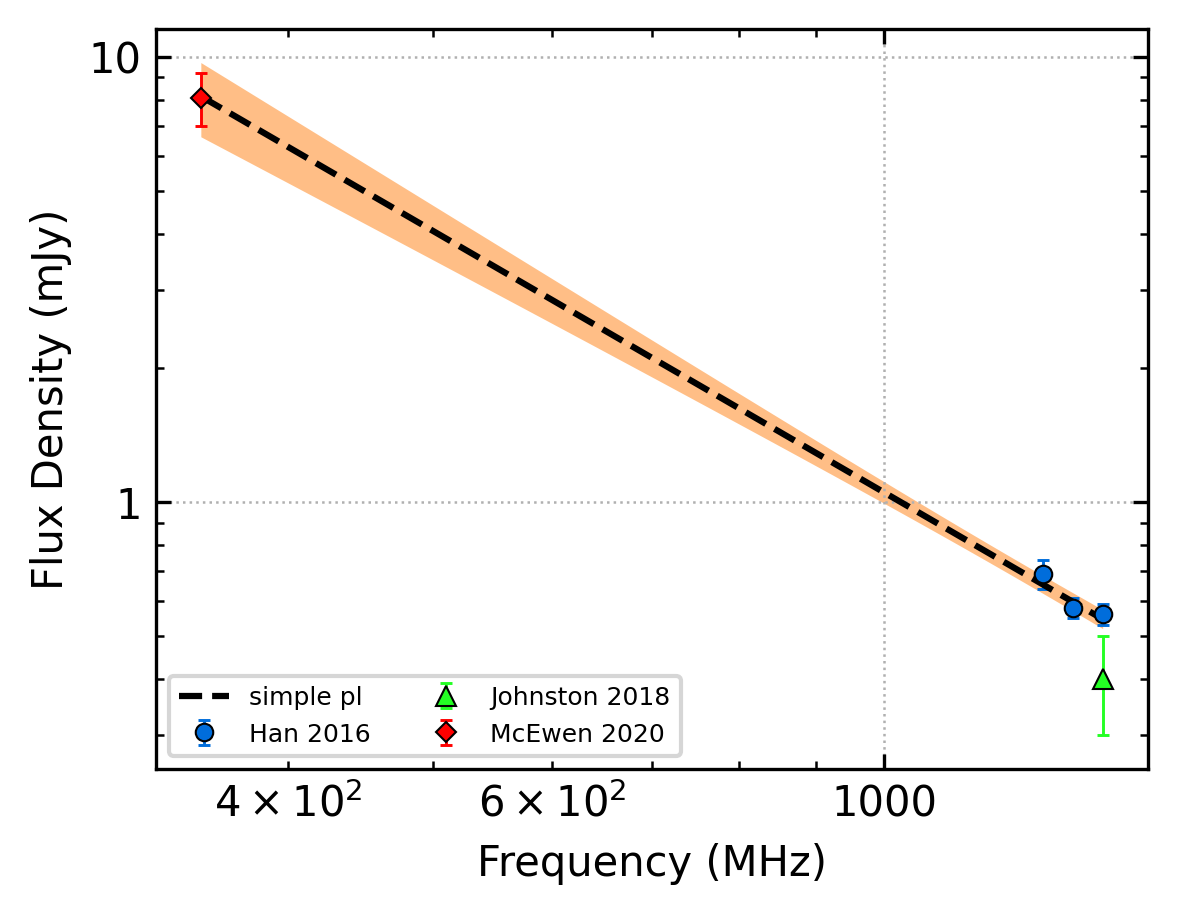 10
1
Flux Density (mJy)
simple pl
Han 2016
Johnston 2018
McEwen 2020
4 × 10²
6 × 10²
1000
Frequency (MHz)